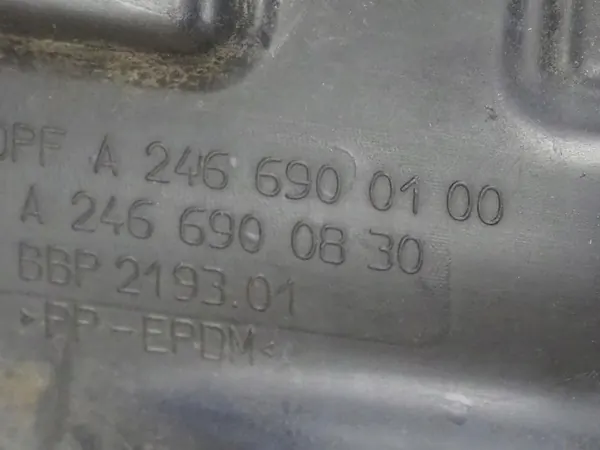 OPF A 246 690 01 00
A 246 690 08 30
BBP 2193.01
>PP-EPDM<